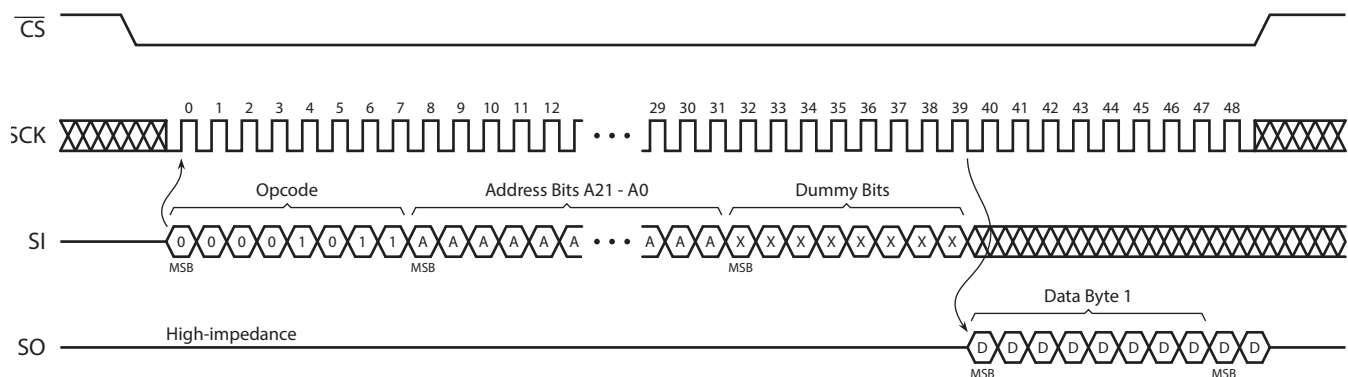 CS
0 1 2 3 4 5 6 7 8 9 10 11 12 29 30 31 32 33 34 35 36 37 38 39 40 41 42 43 44 45 46 47 48
SCK
• • •
Opcode Address Bits A21 - A0 Dummy Bits
SI 0 0 0 0 1 0 1 1 A A A A A A • • • A A A X X X X X X X X
MSB MSB MSB
Data Byte 1
High-impedance
SO D D D D D D D D D D
MSB MSB